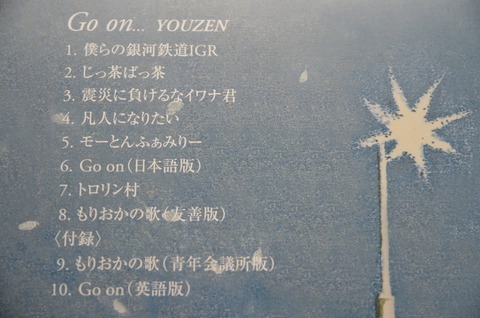 Go on... YOUZEN
1. 僕らの銀河鉄道IGR
2. じっ茶ばっ茶
3. 震災に負けるなイワナ君
4. 凡人になりたい
5. モーとんふぁみりー
6. Go on（日本語版）
7. トロリン村
8. もりおかの歌（友善版）
〈付録〉
9. もりおかの歌（青年会議所版）
10. Go on（英語版）